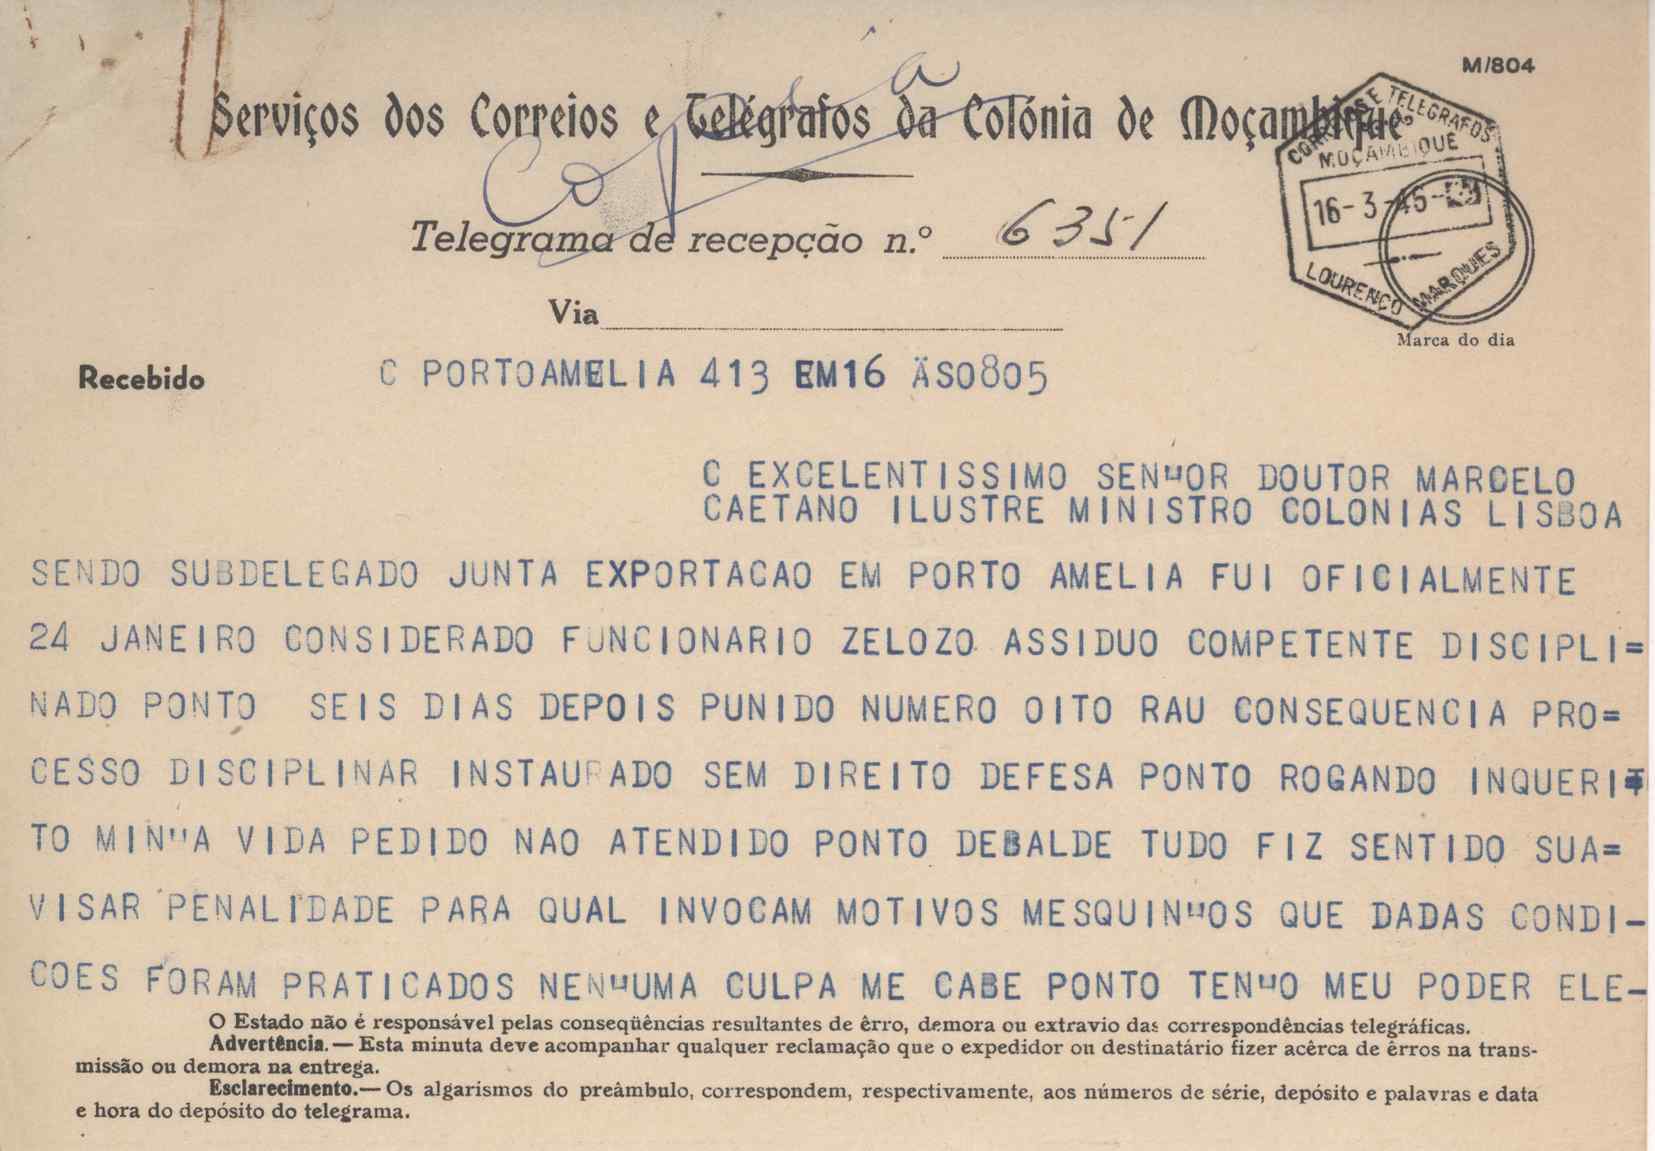 M/804
Serviços dos Correios e Telégrafos da Colónia de Moçambique
Copia
CORREIOS E TELEGRAFOS
MOÇAMBIQUE
16-3-45
LOURENÇO MARQUES
Telegrama de recepção n.º 6351
Via
Marca do dia
Recebido C PORTOAMELIA 413 EM16 ÄS0805
C EXCELENTISSIMO SENHOR DOUTOR MARCELO
CAETANO ILUSTRE MINISTRO COLONIAS LISBOA
SENDO SUBDELEGADO JUNTA EXPORTACAO EM PORTO AMELIA FUI OFICIALMENTE
24 JANEIRO CONSIDERADO FUNCIONARIO ZELOZO ASSIDUO COMPETENTE DISCIPLI=
NADO PONTO SEIS DIAS DEPOIS PUNIDO NUMERO OITO RAU CONSEQUENCIA PRO=
CESSO DISCIPLINAR INSTAURADO SEM DIREITO DEFESA PONTO ROGANDO INQUERI
TO MINHA VIDA PEDIDO NAO ATENDIDO PONTO DEBALDE TUDO FIZ SENTIDO SUA=
VISAR PENALIDADE PARA QUAL INVOCAM MOTIVOS MESQUINHOS QUE DADAS CONDI-
COES FORAM PRATICADOS NENHUMA CULPA ME CABE PONTO TENHO MEU PODER ELE-
O Estado não é responsável pelas conseqüências resultantes de êrro, demora ou extravio das correspondências telegráficas.
Advertência.— Esta minuta deve acompanhar qualquer reclamação que o expedidor ou destinatário fizer acêrca de êrros na trans-
missão ou demora na entrega.
Esclarecimento.— Os algarismos do preâmbulo, correspondem, respectivamente, aos números de série, depósito e palavras e data
e hora do depósito do telegrama.